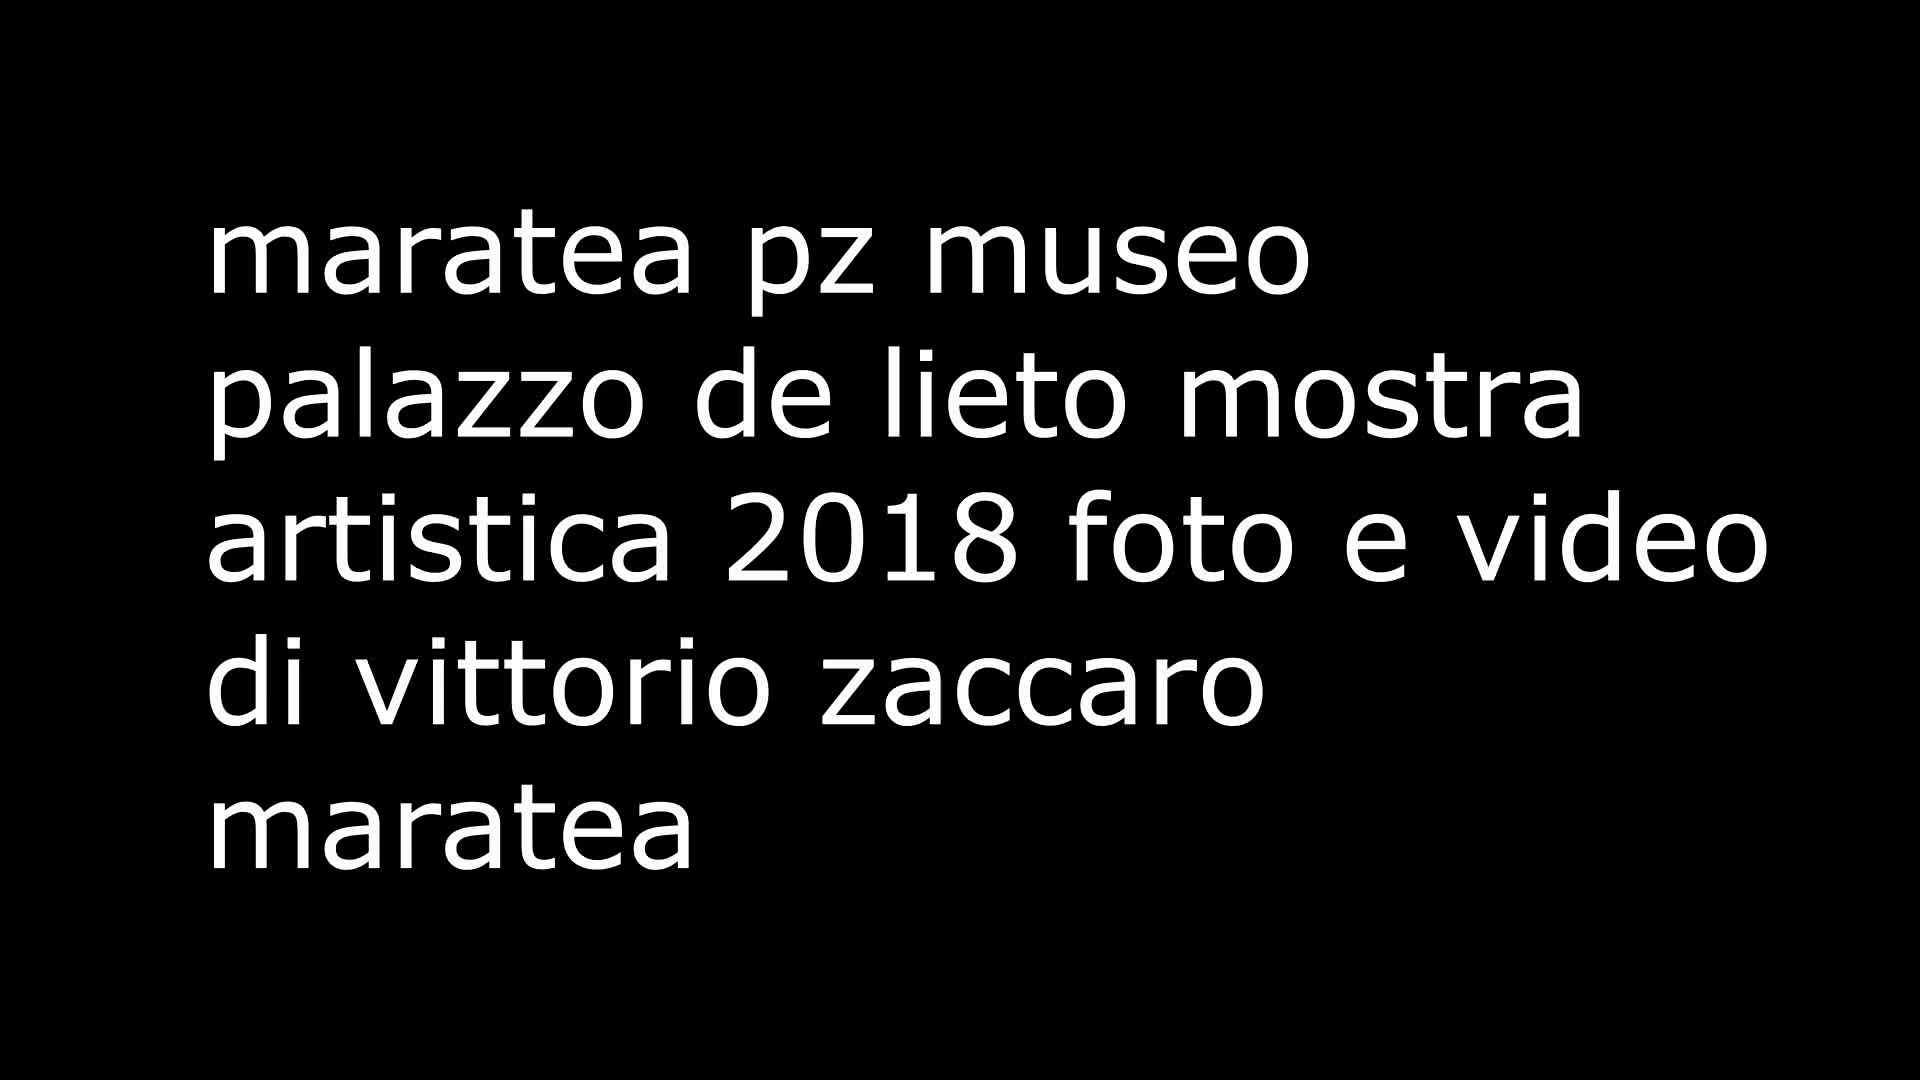 maratea pz museo
palazzo de lieto mostra
artistica 2018 foto e video
di vittorio zaccaro
maratea